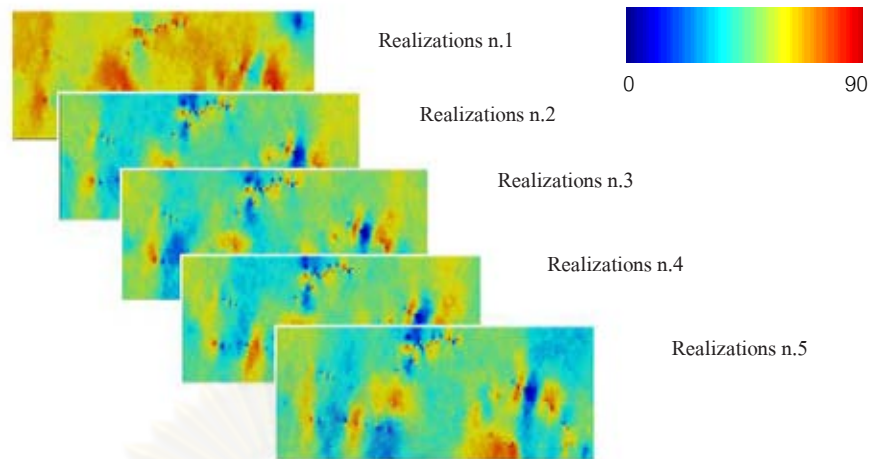 Realizations n.1
0 90
Realizations n.2
Realizations n.3
Realizations n.4
Realizations n.5